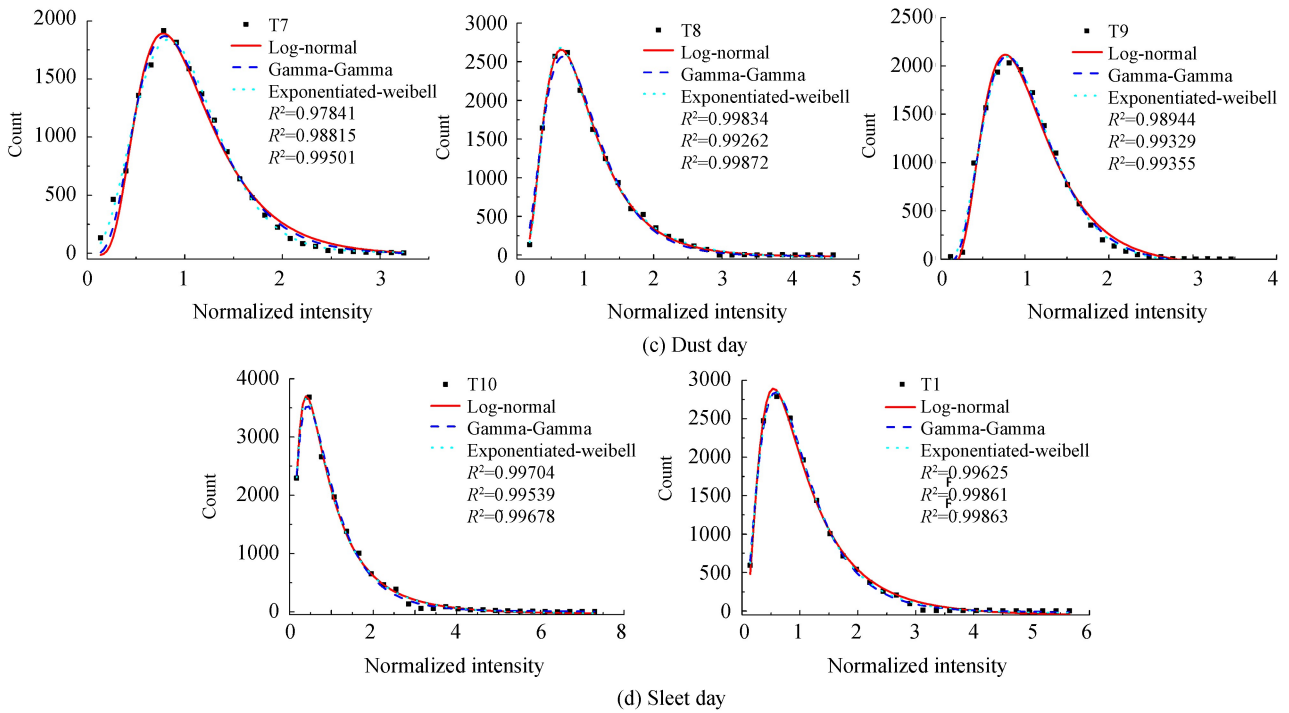 T7
Log-normal
Gamma-Gamma
Exponentiated-weibell
R²=0.97841
R²=0.98815
R²=0.99501
2000
1500
1000
500
0
Count
0 1 2 3
Normalized intensity
T8
Log-normal
Gamma-Gamma
Exponentiated-weibell
R²=0.99834
R²=0.99262
R²=0.99872
3000
2500
2000
1500
1000
500
0
Count
0 1 2 3 4 5
Normalized intensity
T9
Log-normal
Gamma-Gamma
Exponentiated-weibell
R²=0.98944
R²=0.99329
R²=0.99355
2500
2000
1500
1000
500
0
Count
0 1 2 3 4
Normalized intensity
(c) Dust day
T10
Log-normal
Gamma-Gamma
Exponentiated-weibell
R²=0.99704
R²=0.99539
R²=0.99678
4000
3000
2000
1000
0
Count
0 2 4 6 8
Normalized intensity
T1
Log-normal
Gamma-Gamma
Exponentiated-weibell
R²=0.99625
R²=0.99861
R²=0.99863
3000
2500
2000
1500
1000
500
0
Count
0 1 2 3 4 5 6
Normalized intensity
(d) Sleet day